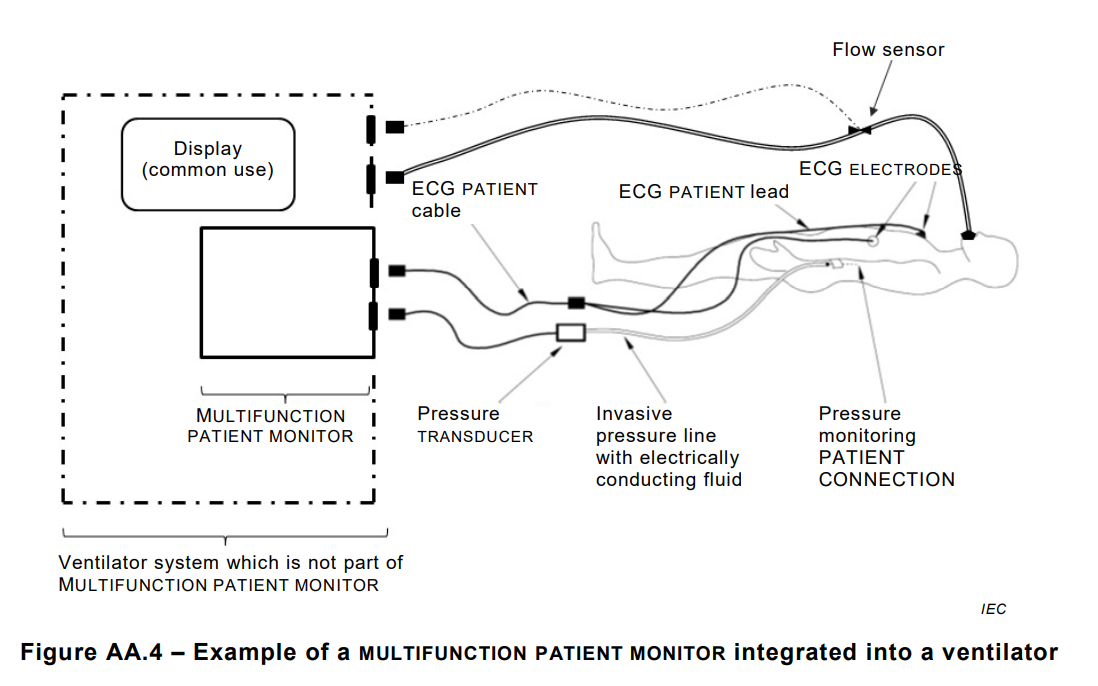 Flow sensor
Display
(common use)
ECG ELECTRODES
ECG PATIENT
cable
ECG PATIENT lead
MULTIFUNCTION
PATIENT MONITOR
Pressure
TRANSDUCER
Invasive
pressure line
with electrically
conducting fluid
Pressure
monitoring
PATIENT
CONNECTION
Ventilator system which is not part of
MULTIFUNCTION PATIENT MONITOR
IEC
Figure AA.4 – Example of a MULTIFUNCTION PATIENT MONITOR integrated into a ventilator